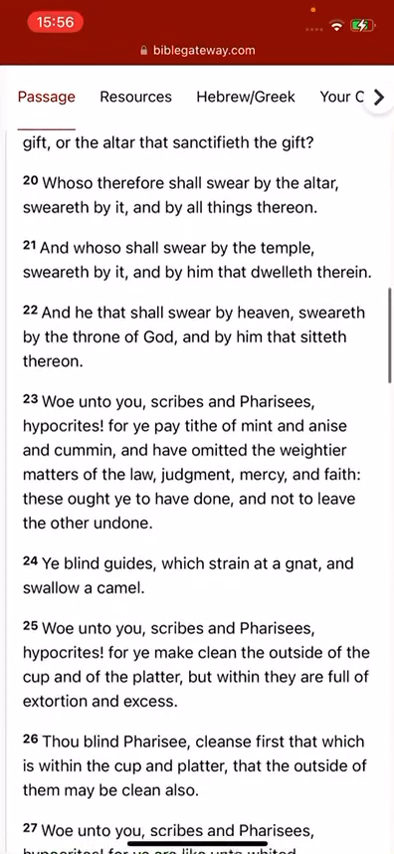 15:56
biblegateway.com
Passage Resources Hebrew/Greek Your C
gift, or the altar that sanctifieth the gift?
20 Whoso therefore shall swear by the altar,
sweareth by it, and by all things thereon.
21 And whoso shall swear by the temple,
sweareth by it, and by him that dwelleth therein.
22 And he that shall swear by heaven, sweareth
by the throne of God, and by him that sitteth
thereon.
23 Woe unto you, scribes and Pharisees,
hypocrites! for ye pay tithe of mint and anise
and cummin, and have omitted the weightier
matters of the law, judgment, mercy, and faith:
these ought ye to have done, and not to leave
the other undone.
24 Ye blind guides, which strain at a gnat, and
swallow a camel.
25 Woe unto you, scribes and Pharisees,
hypocrites! for ye make clean the outside of the
cup and of the platter, but within they are full of
extortion and excess.
26 Thou blind Pharisee, cleanse first that which
is within the cup and platter, that the outside of
them may be clean also.
27 Woe unto you, scribes and Pharisees,
hypocrites! for ye are like unto whited